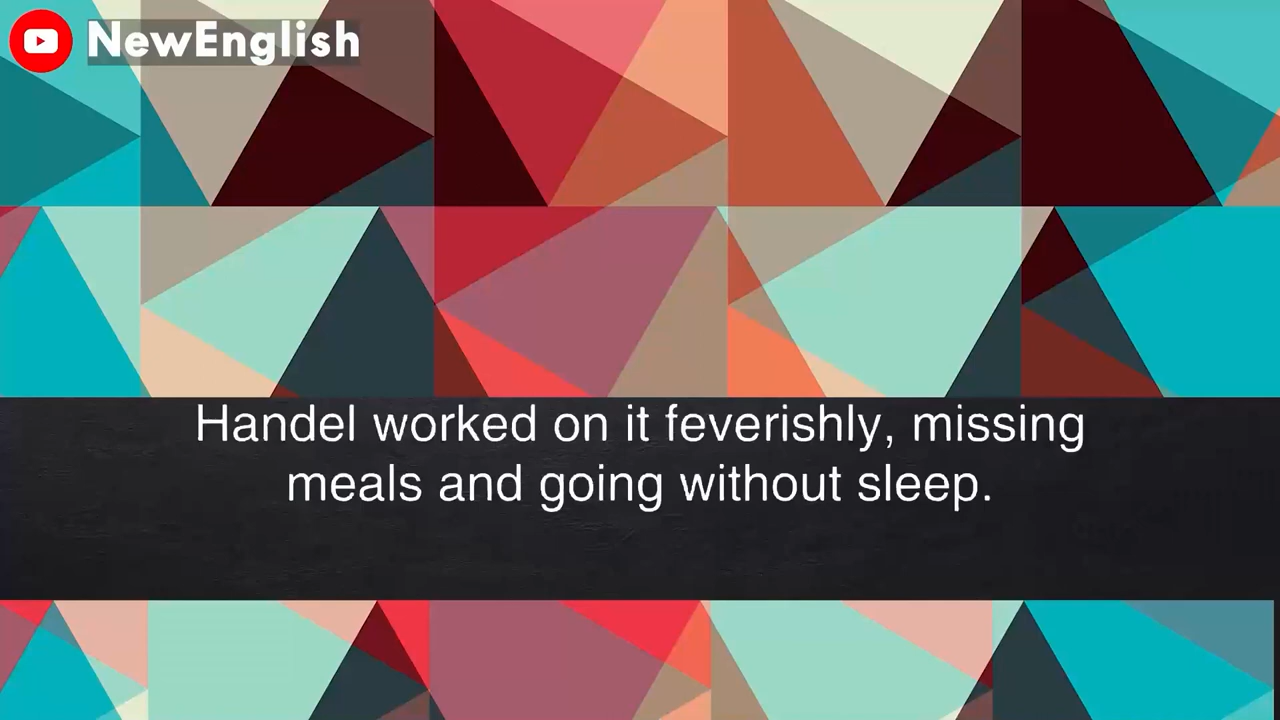 NewEnglish
Handel worked on it feverishly, missing
meals and going without sleep.